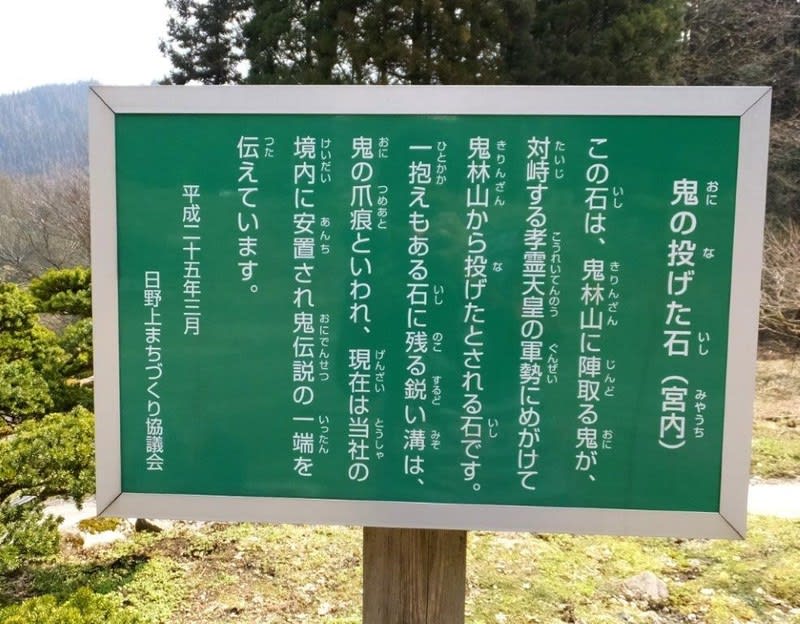 鬼の投げた石（宮内）
この石は、鬼林山に陣取る鬼が、
対峙する孝霊天皇の軍勢にめがけて
鬼林山から投げたとされる石です。
一抱えもある石に残る鋭い溝は、
鬼の爪痕といわれ、現在は当社の
境内に安置され鬼伝説の一端を
伝えています。
平成二十五年三月
日野上まちづくり協議会